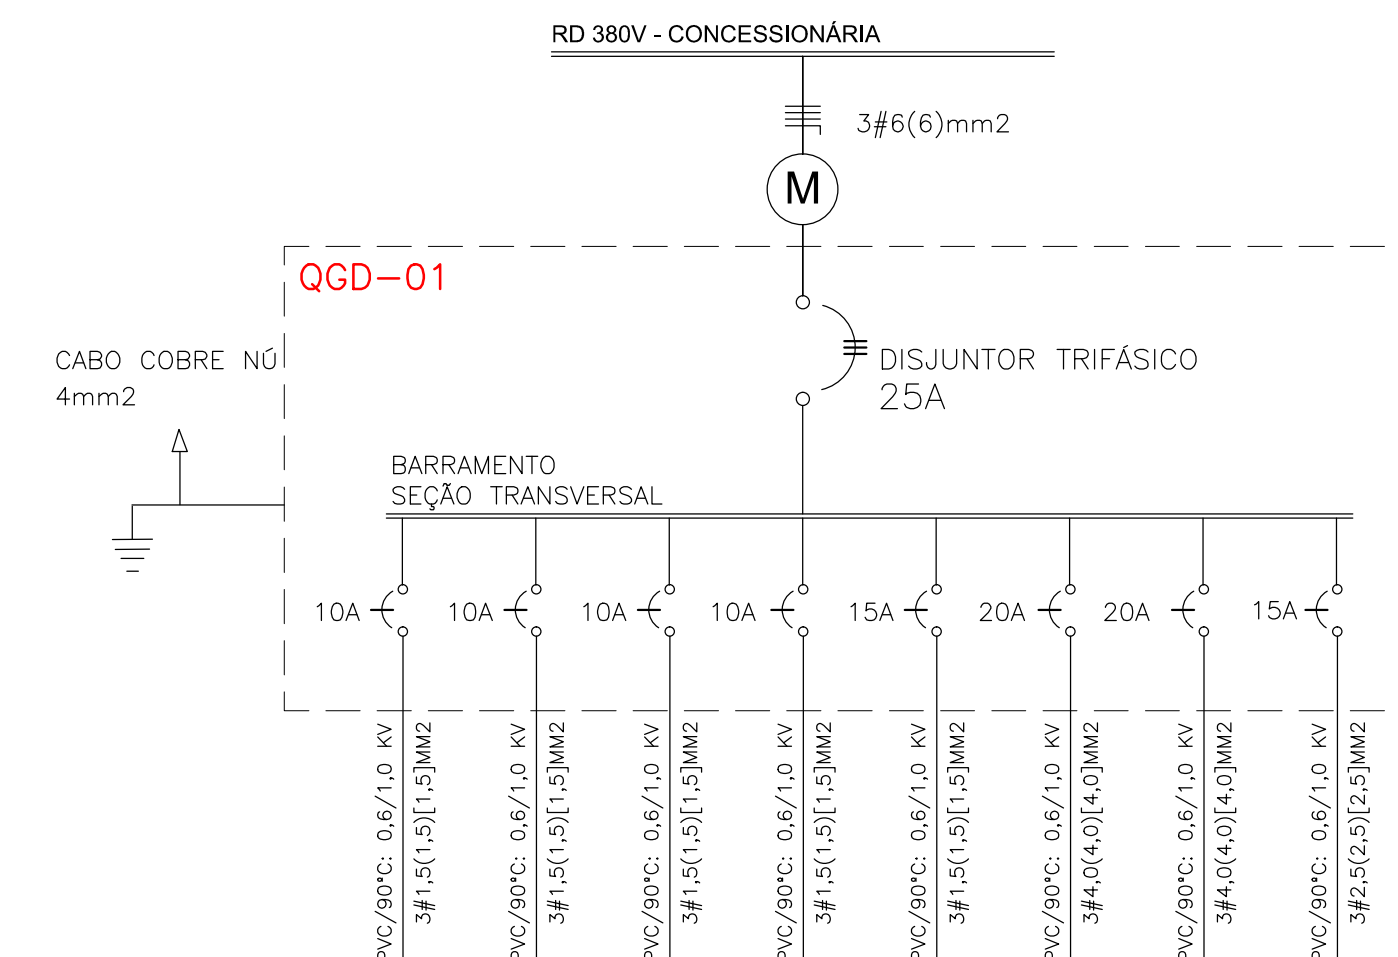 RD 380V - CONCESSIONÁRIA
3#6(6)mm2
M
QGD-01
CABO COBRE NÚ
4mm2
DISJUNTOR TRIFÁSICO
25A
BARRAMENTO
SEÇÃO TRANSVERSAL
10A
10A
10A
10A
15A
20A
20A
15A
PVC/90°C: 0,6/1,0 KV
3#1,5(1,5)[1,5]MM2
PVC/90°C: 0,6/1,0 KV
3#1,5(1,5)[1,5]MM2
PVC/90°C: 0,6/1,0 KV
3#1,5(1,5)[1,5]MM2
PVC/90°C: 0,6/1,0 KV
3#1,5(1,5)[1,5]MM2
PVC/90°C: 0,6/1,0 KV
3#1,5(1,5)[1,5]MM2
PVC/90°C: 0,6/1,0 KV
3#4,0(4,0)[4,0]MM2
PVC/90°C: 0,6/1,0 KV
3#4,0(4,0)[4,0]MM2
PVC/90°C: 0,6/1,0 KV
3#2,5(2,5)[2,5]MM2